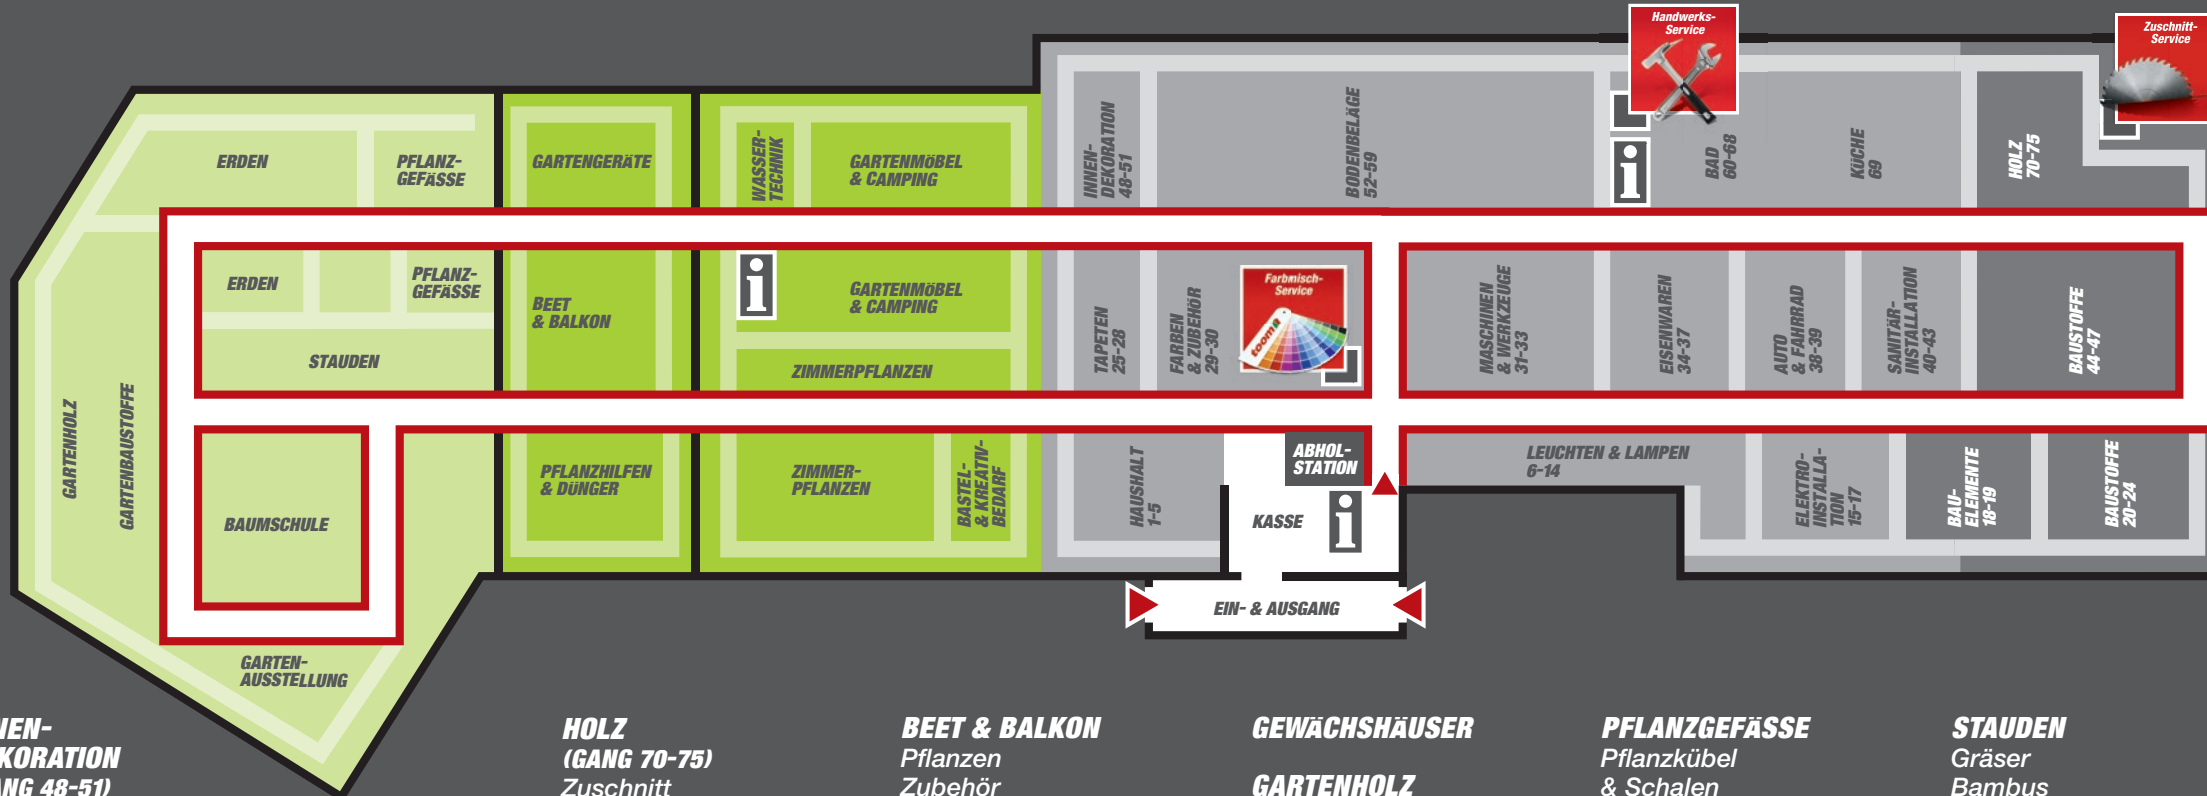 Handwerks-
Service
Zuschnitt-
Service
ERDEN
PFLANZ-
GEFÄSSE
GARTENGERÄTE
WASSER-
TECHNIK
GARTENMÖBEL
& CAMPING
INNEN-
DEKORATION
48-51
BODENBELÄGE
52-59
BAD
60-68
KÜCHE
69
HOLZ
70-75
ERDEN
PFLANZ-
GEFÄSSE
STAUDEN
BEET
& BALKON
GARTENMÖBEL
& CAMPING
ZIMMERPFLANZEN
TAPETEN
25-28
FARBEN
& ZUBEHÖR
29-30
Farbmisch-
Service
toom
MASCHINEN
& WERKZEUGE
31-33
EISENWAREN
34-37
AUTO
& FAHRRAD
38-39
SANITÄR-
INSTALLATION
40-43
BAUSTOFFE
44-47
GARTENHOLZ
GARTENBAUSTOFFE
BAUMSCHULE
PFLANZHILFEN
& DÜNGER
ZIMMER-
PFLANZEN
BASTEL-
& KREATIV-
BEDARF
HAUSHALT
1-5
ABHOL-
STATION
KASSE
LEUCHTEN & LAMPEN
6-14
ELEKTRO-
INSTALLA-
TION
15-17
BAU-
ELEMENTE
18-19
BAUSTOFFE
20-24
EIN- & AUSGANG
GARTEN-
AUSSTELLUNG
NEN-
KORATION
ANG 48-51)
HOLZ
(GANG 70-75)
Zuschnitt
BEET & BALKON
Pflanzen
Zubehör
GEWÄCHSHÄUSER
GARTENHOLZ
PFLANZGEFÄSSE
Pflanzkübel
& Schalen
STAUDEN
Gräser
Bambus